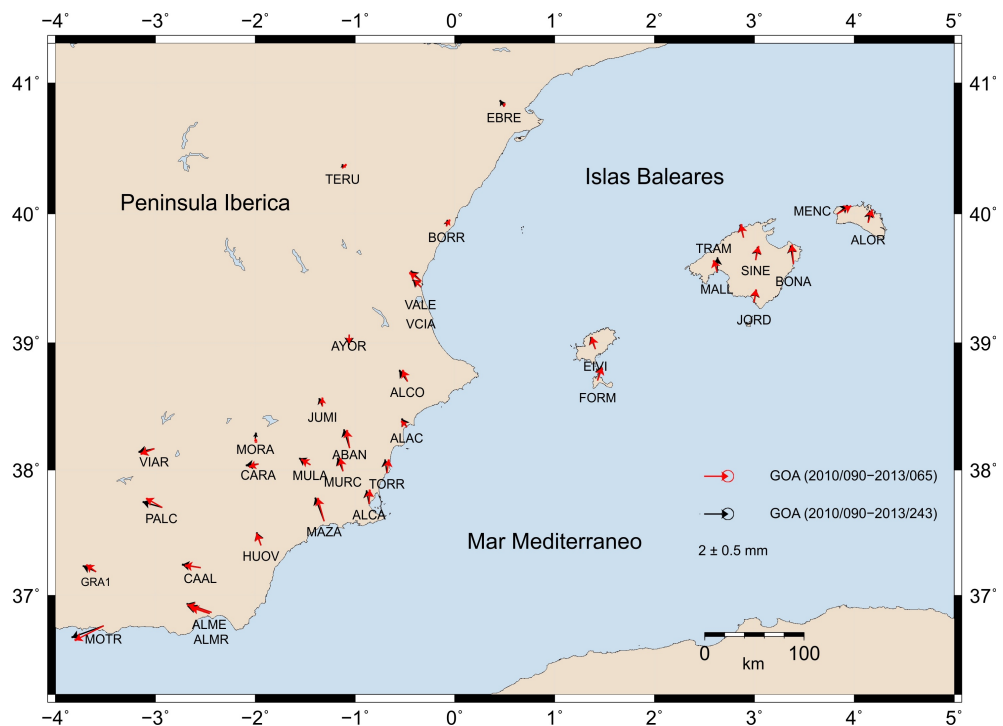 −4˚ −3˚ −2˚ −1˚ 0˚ 1˚ 2˚ 3˚ 4˚ 5˚
41˚ 41˚
EBRE
TERU
Islas Baleares
Peninsula Iberica
40˚ MENC 40˚
BORR ALOR
TRAM
SINE
BONA
MALL
VALE
JORD
VCIA
39˚ AYOR 39˚
EIVI
ALCO FORM
JUMI
ALAC
MORA ABAN
VIAR
38˚ CARA MULA MURC TORR 38˚
GOA (2010/090−2013/065)
PALC ALCA GOA (2010/090−2013/243)
MAZA
Mar Mediterraneo
HUOV 2 ± 0.5 mm
GRA1 CAAL
37˚ 37˚
ALME
MOTR ALMR
0 100
km
−4˚ −3˚ −2˚ −1˚ 0˚ 1˚ 2˚ 3˚ 4˚ 5˚